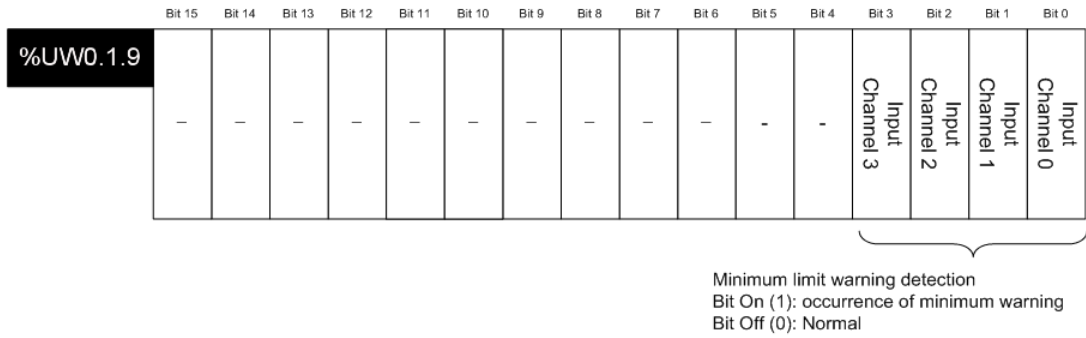 Bit 15 Bit 14 Bit 13 Bit 12 Bit 11 Bit 10 Bit 9 Bit 8 Bit 7 Bit 6 Bit 5 Bit 4 Bit 3 Bit 2 Bit 1 Bit 0
%UW0.1.9
– – – – – – – – – – - -
Input
Channel 3
Input
Channel 2
Input
Channel 1
Input
Channel 0
Minimum limit warning detection
Bit On (1): occurrence of minimum warning
Bit Off (0): Normal